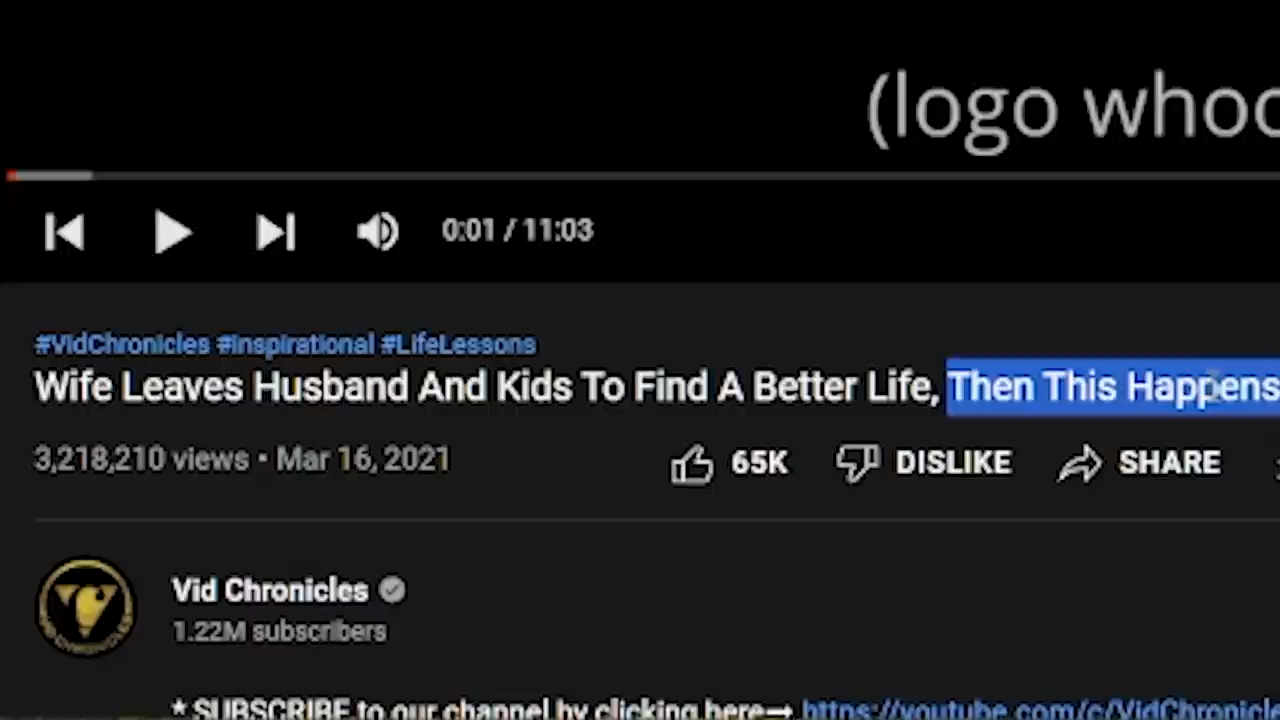 (logo whoo
0:01 / 11:03
#VidChronicles #Inspirational #LifeLessons
Wife Leaves Husband And Kids To Find A Better Life, Then This Happens
3,218,210 views • Mar 16, 2021
65K DISLIKE SHARE
Vid Chronicles
1.22M subscribers
* SUBSCRIBE to our channel by clicking here→ https://youtube.com/c/VidChronicle